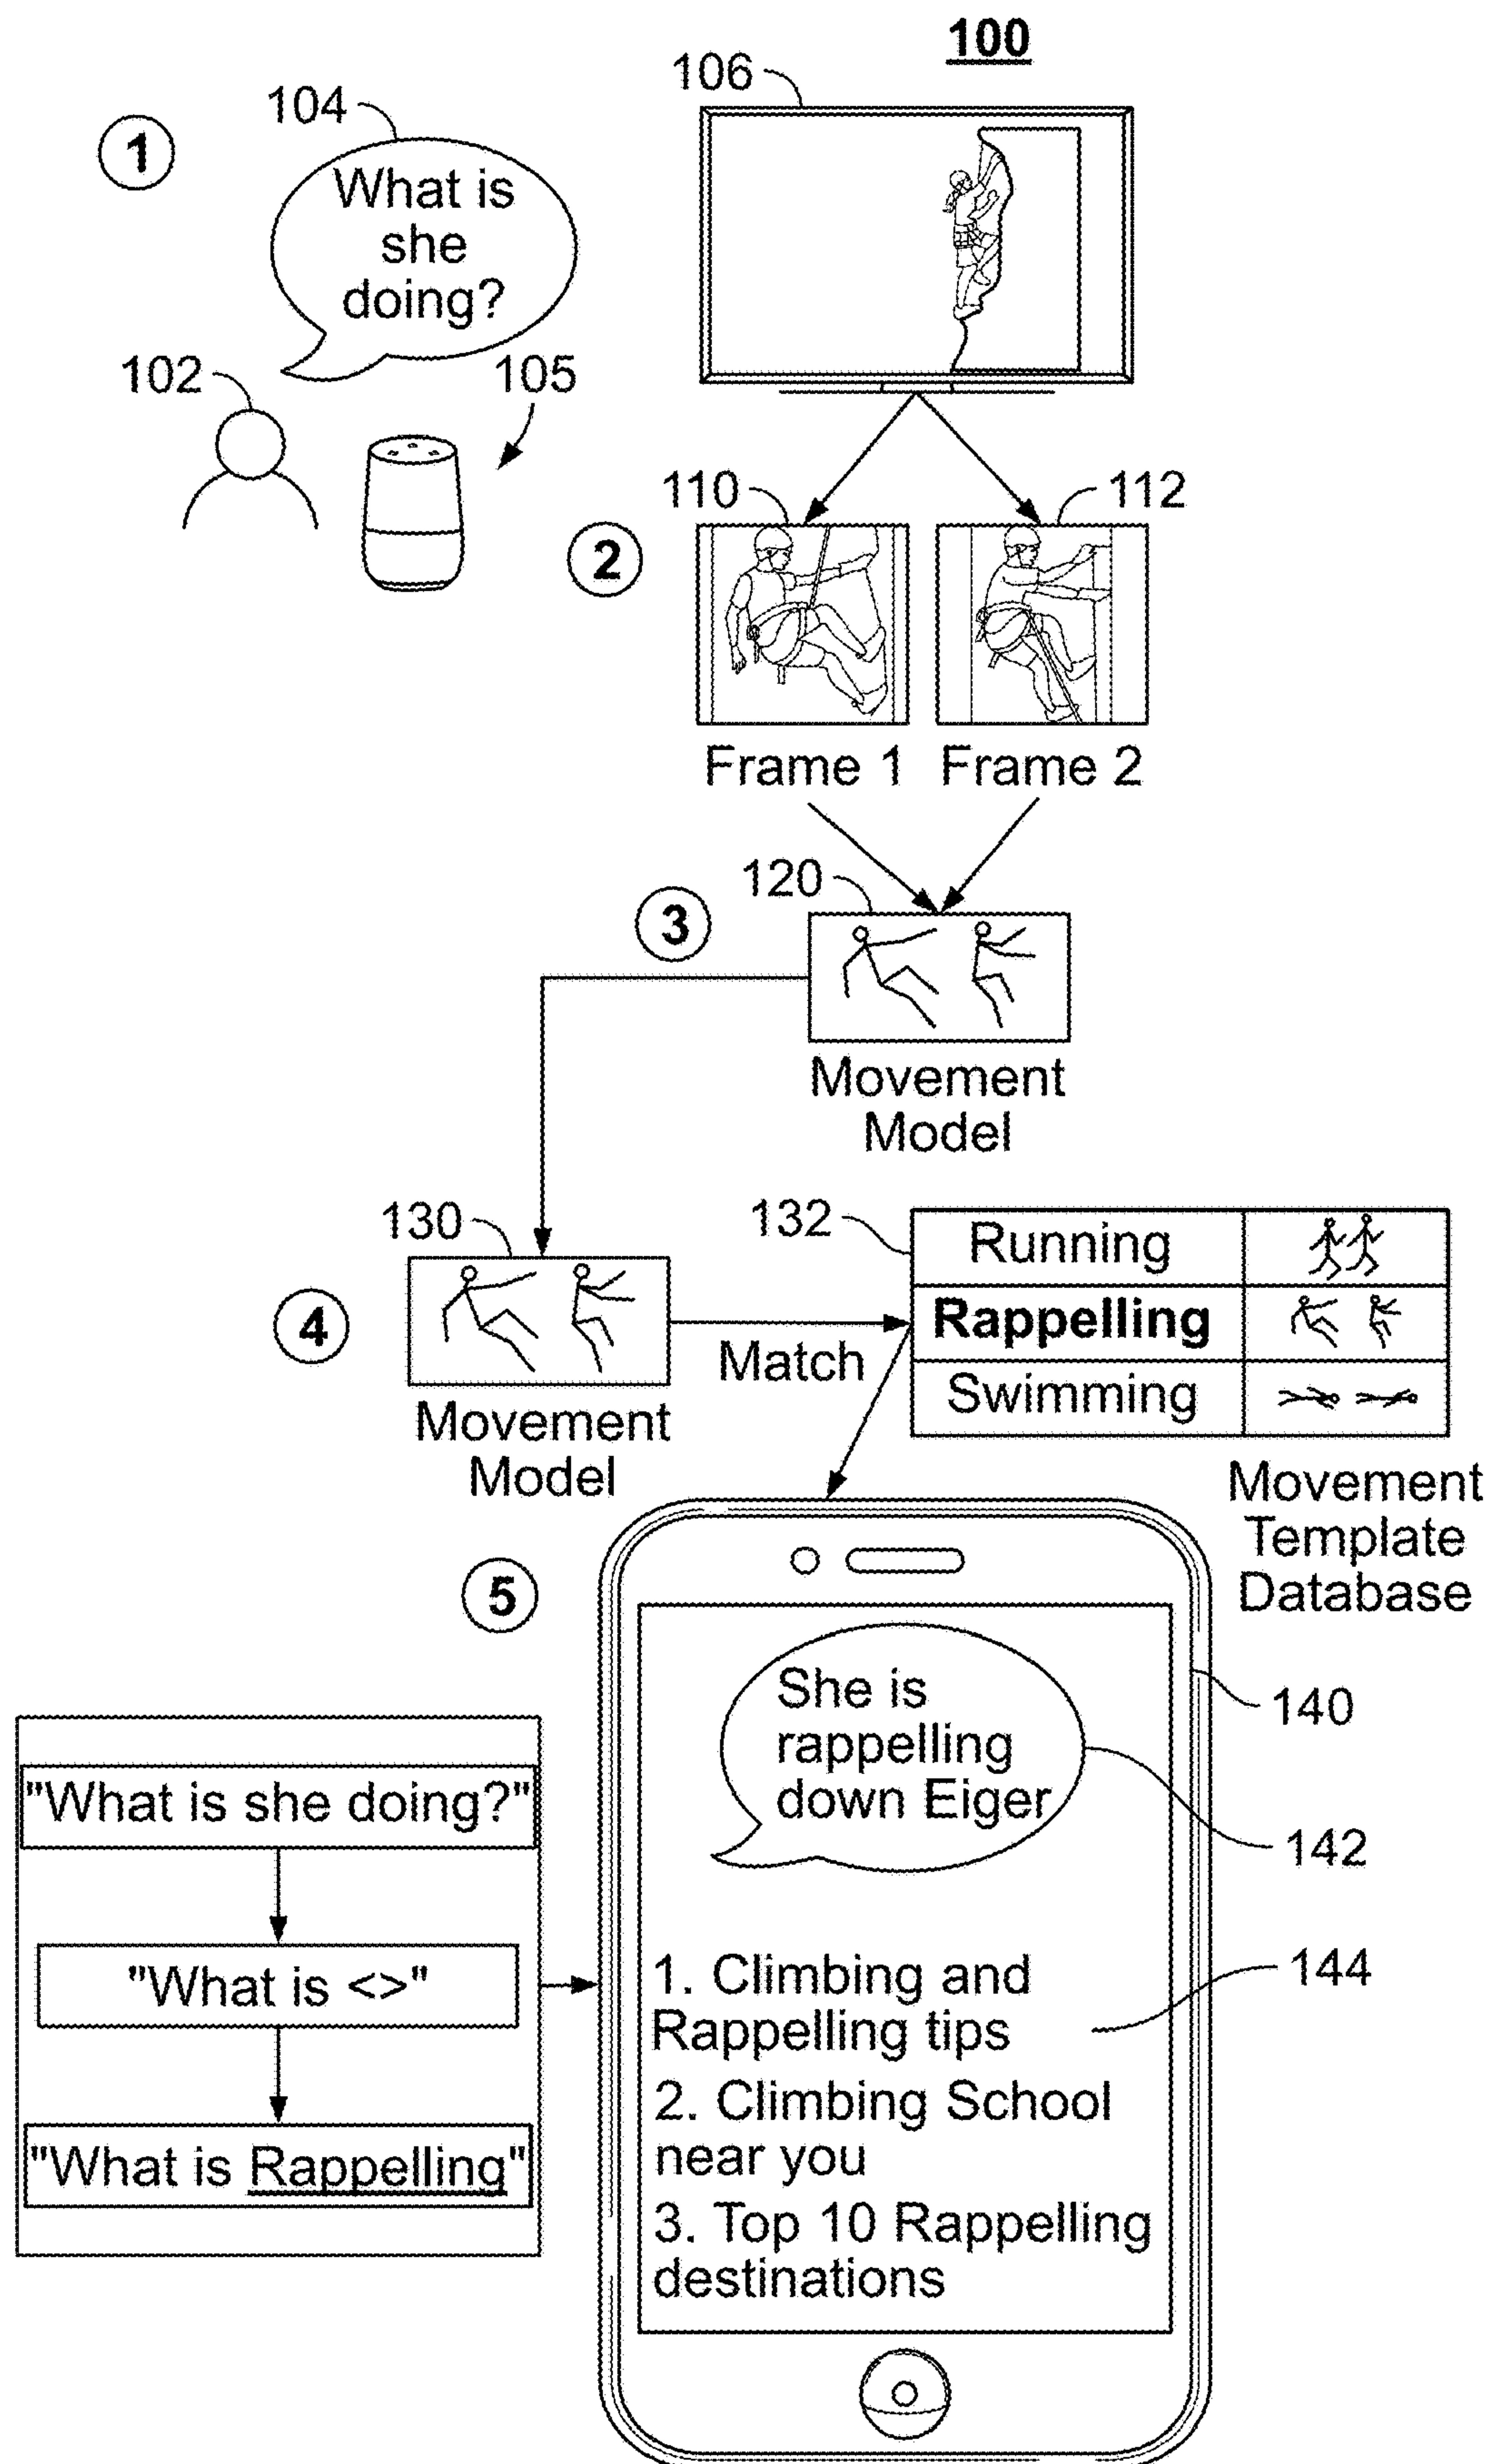 100
106
104
1
What is
she
doing?
102
105
110
112
2
Frame 1
Frame 2
120
3
Movement
Model
130
132
Running
Rappelling
Swimming
4
Match
Movement
Model
Movement
Template
Database
5
She is
rappelling
down Eiger
140
142
"What is she doing?"
"What is <>"
"What is Rappelling"
1. Climbing and
Rappelling tips
144
2. Climbing School
near you
3. Top 10 Rappelling
destinations